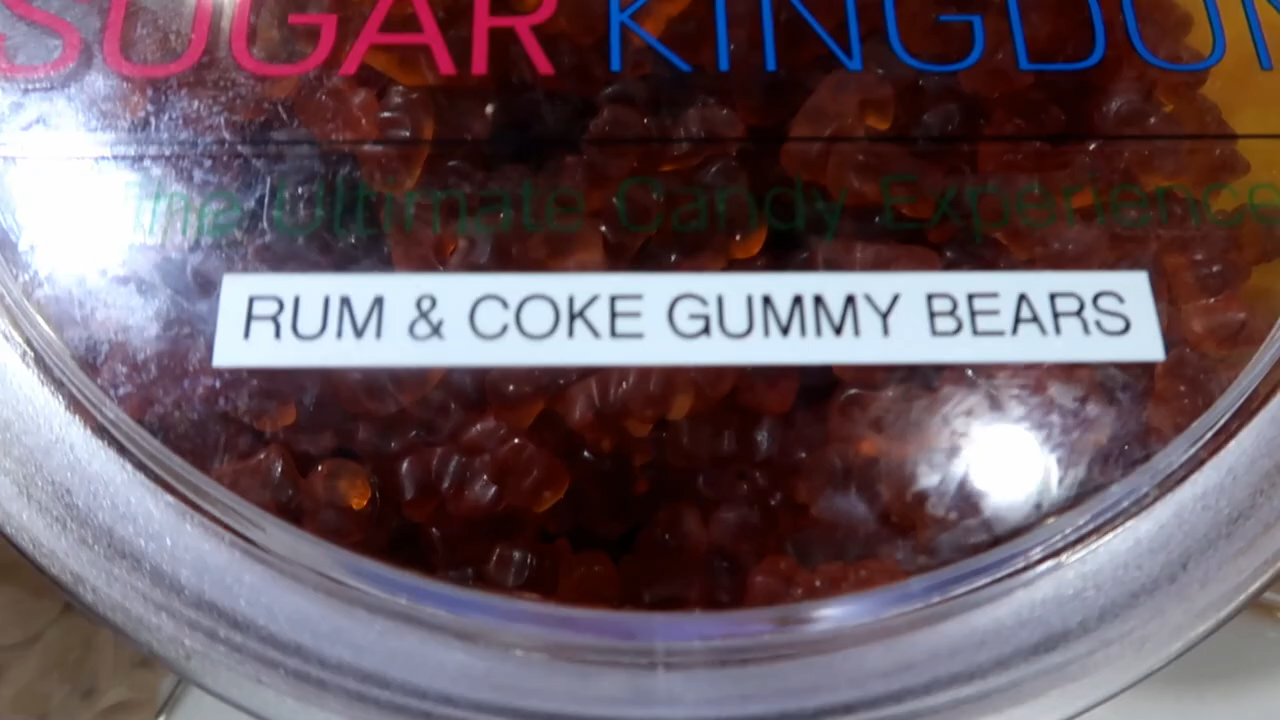 SUGAR KINGDOM
The Ultimate Candy Experience
RUM & COKE GUMMY BEARS